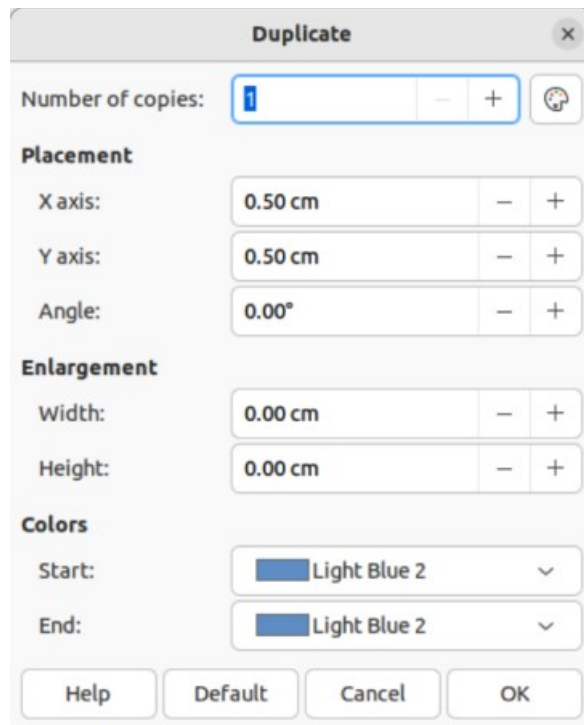 Duplicate
Number of copies: 1
Placement
X axis: 0.50 cm
Y axis: 0.50 cm
Angle: 0.00°
Enlargement
Width: 0.00 cm
Height: 0.00 cm
Colors
Start: Light Blue 2
End: Light Blue 2
Help Default Cancel OK